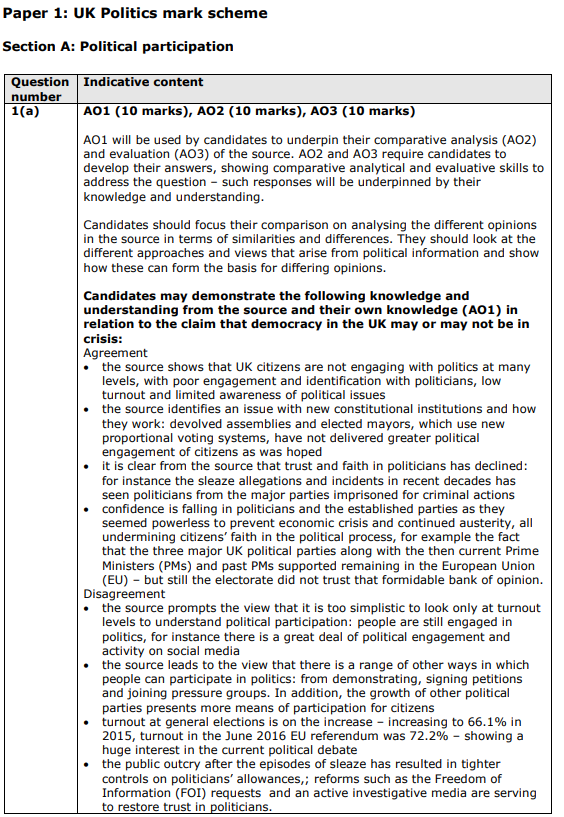 Paper 1: UK Politics mark scheme
Section A: Political participation
Question number
Indicative content
1(a)
AO1 (10 marks), AO2 (10 marks), AO3 (10 marks)
AO1 will be used by candidates to underpin their comparative analysis (AO2)
and evaluation (AO3) of the source. AO2 and AO3 require candidates to
develop their answers, showing comparative analytical and evaluative skills to
address the question – such responses will be underpinned by their
knowledge and understanding.
Candidates should focus their comparison on analysing the different opinions
in the source in terms of similarities and differences. They should look at the
different approaches and views that arise from political information and show
how these can form the basis for differing opinions.
Candidates may demonstrate the following knowledge and
understanding from the source and their own knowledge (AO1) in
relation to the claim that democracy in the UK may or may not be in
crisis:
Agreement
• the source shows that UK citizens are not engaging with politics at many
levels, with poor engagement and identification with politicians, low
turnout and limited awareness of political issues
• the source identifies an issue with new constitutional institutions and how
they work: devolved assemblies and elected mayors, which use new
proportional voting systems, have not delivered greater political
engagement of citizens as was hoped
• it is clear from the source that trust and faith in politicians has declined:
for instance the sleaze allegations and incidents in recent decades has
seen politicians from the major parties imprisoned for criminal actions
• confidence is falling in politicians and the established parties as they
seemed powerless to prevent economic crisis and continued austerity, all
undermining citizens' faith in the political process, for example the fact
that the three major UK political parties along with the then current Prime
Ministers (PMs) and past PMs supported remaining in the European Union
(EU) – but still the electorate did not trust that formidable bank of opinion.
Disagreement
• the source prompts the view that it is too simplistic to look only at turnout
levels to understand political participation: people are still engaged in
politics, for instance there is a great deal of political engagement and
activity on social media
• the source leads to the view that there is a range of other ways in which
people can participate in politics: from demonstrating, signing petitions
and joining pressure groups. In addition, the growth of other political
parties presents more means of participation for citizens
• turnout at general elections is on the increase – increasing to 66.1% in
2015, turnout in the June 2016 EU referendum was 72.2% – showing a
huge interest in the current political debate
• the public outcry after the episodes of sleaze has resulted in tighter
controls on politicians' allowances,; reforms such as the Freedom of
Information (FOI) requests and an active investigative media are serving
to restore trust in politicians.